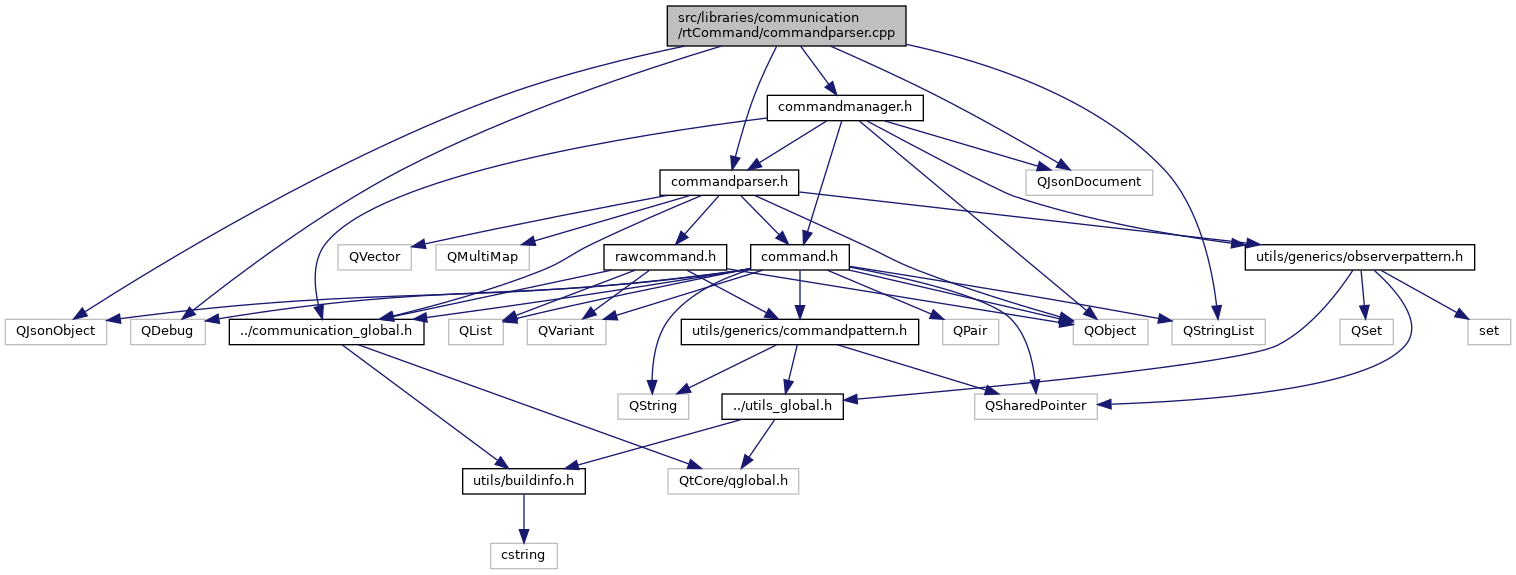 src/libraries/communication
/rtCommand/commandparser.cpp
commandmanager.h
commandparser.h
QJsonDocument
QVector
QMultiMap
rawcommand.h
command.h
utils/generics/observerpattern.h
QJsonObject
QDebug
../communication_global.h
QList
QVariant
utils/generics/commandpattern.h
QPair
QObject
QStringList
QSet
set
QString
../utils_global.h
QSharedPointer
utils/buildinfo.h
QtCore/qglobal.h
cstring